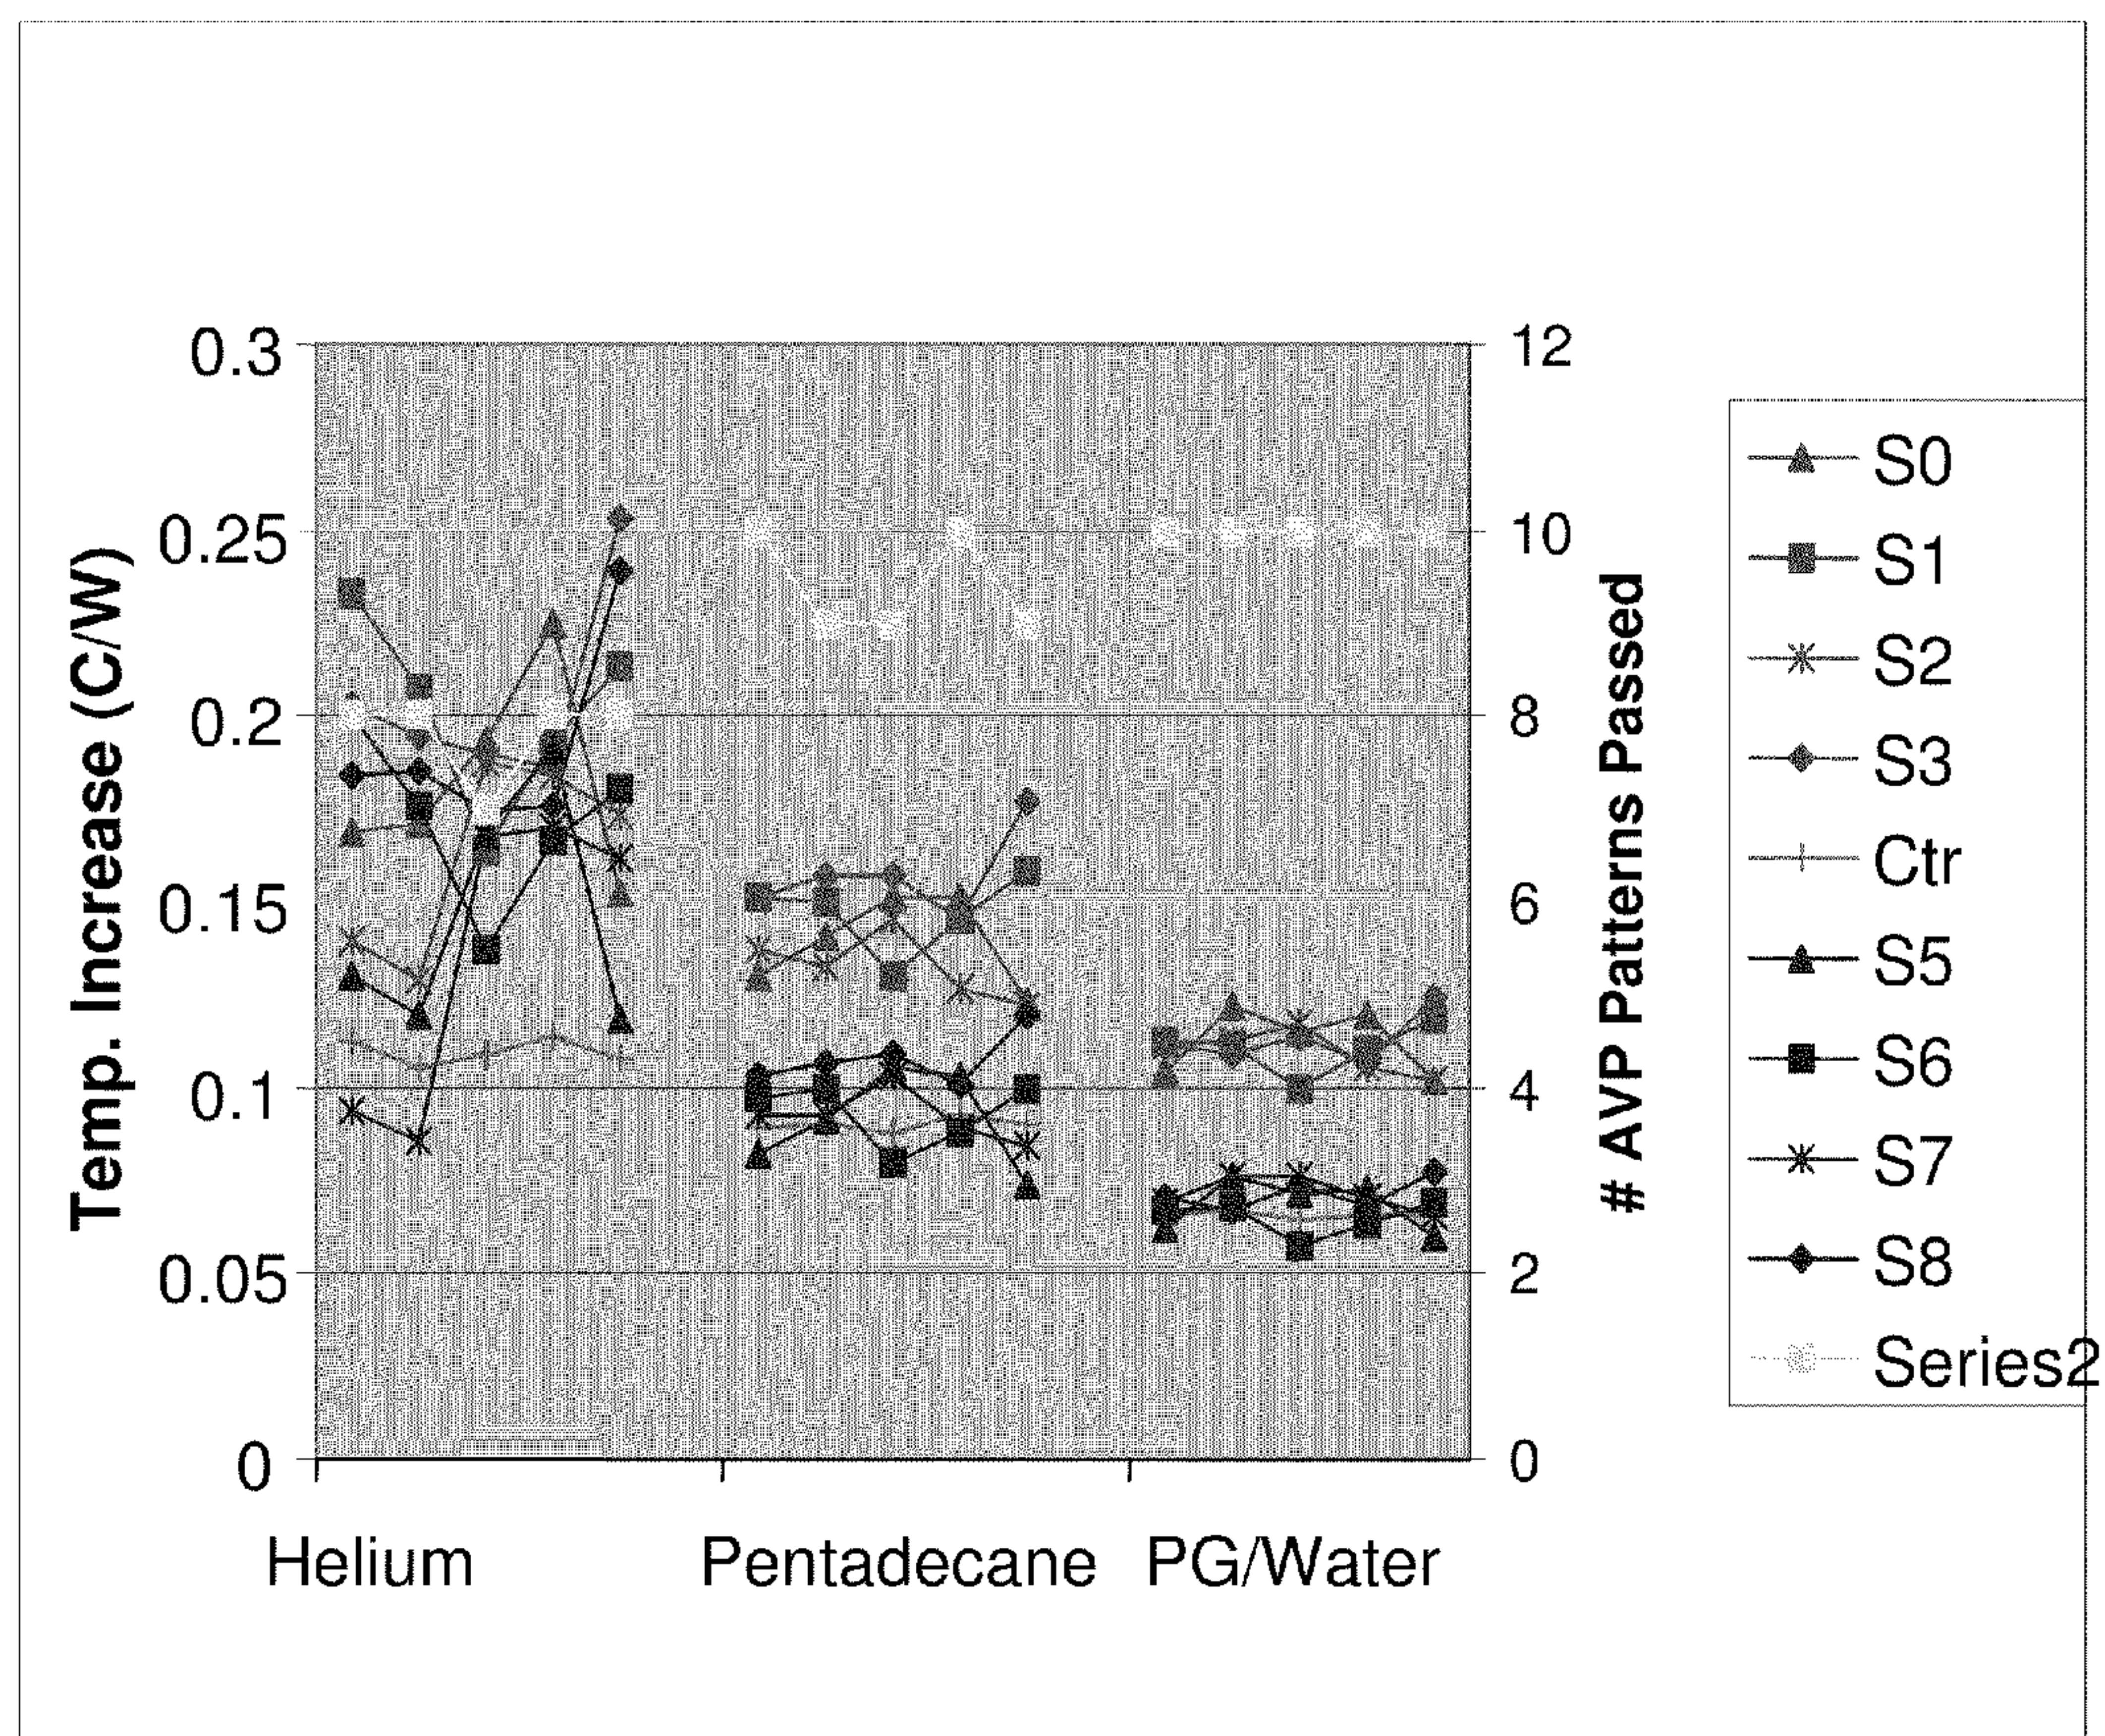 Temp. Increase (C/W)
0.3
0.25
0.2
0.15
0.1
0.05
0
12
10
8
6
4
2
0
# AVP Patterns Passed
Helium
Pentadecane
PG/Water
S0
S1
S2
S3
Ctr
S5
S6
S7
S8
Series2